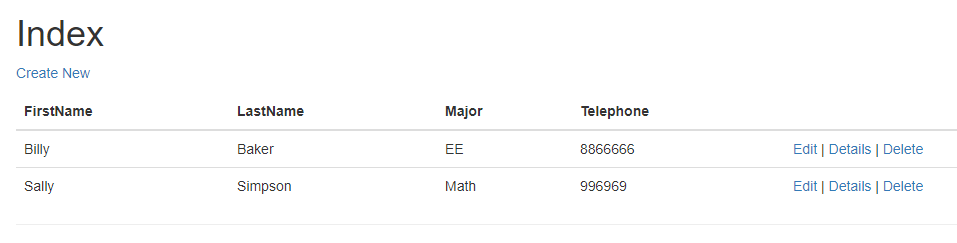 Index
Create New
FirstName LastName Major Telephone
Billy Baker EE 8866666 Edit | Details | Delete
Sally Simpson Math 996969 Edit | Details | Delete